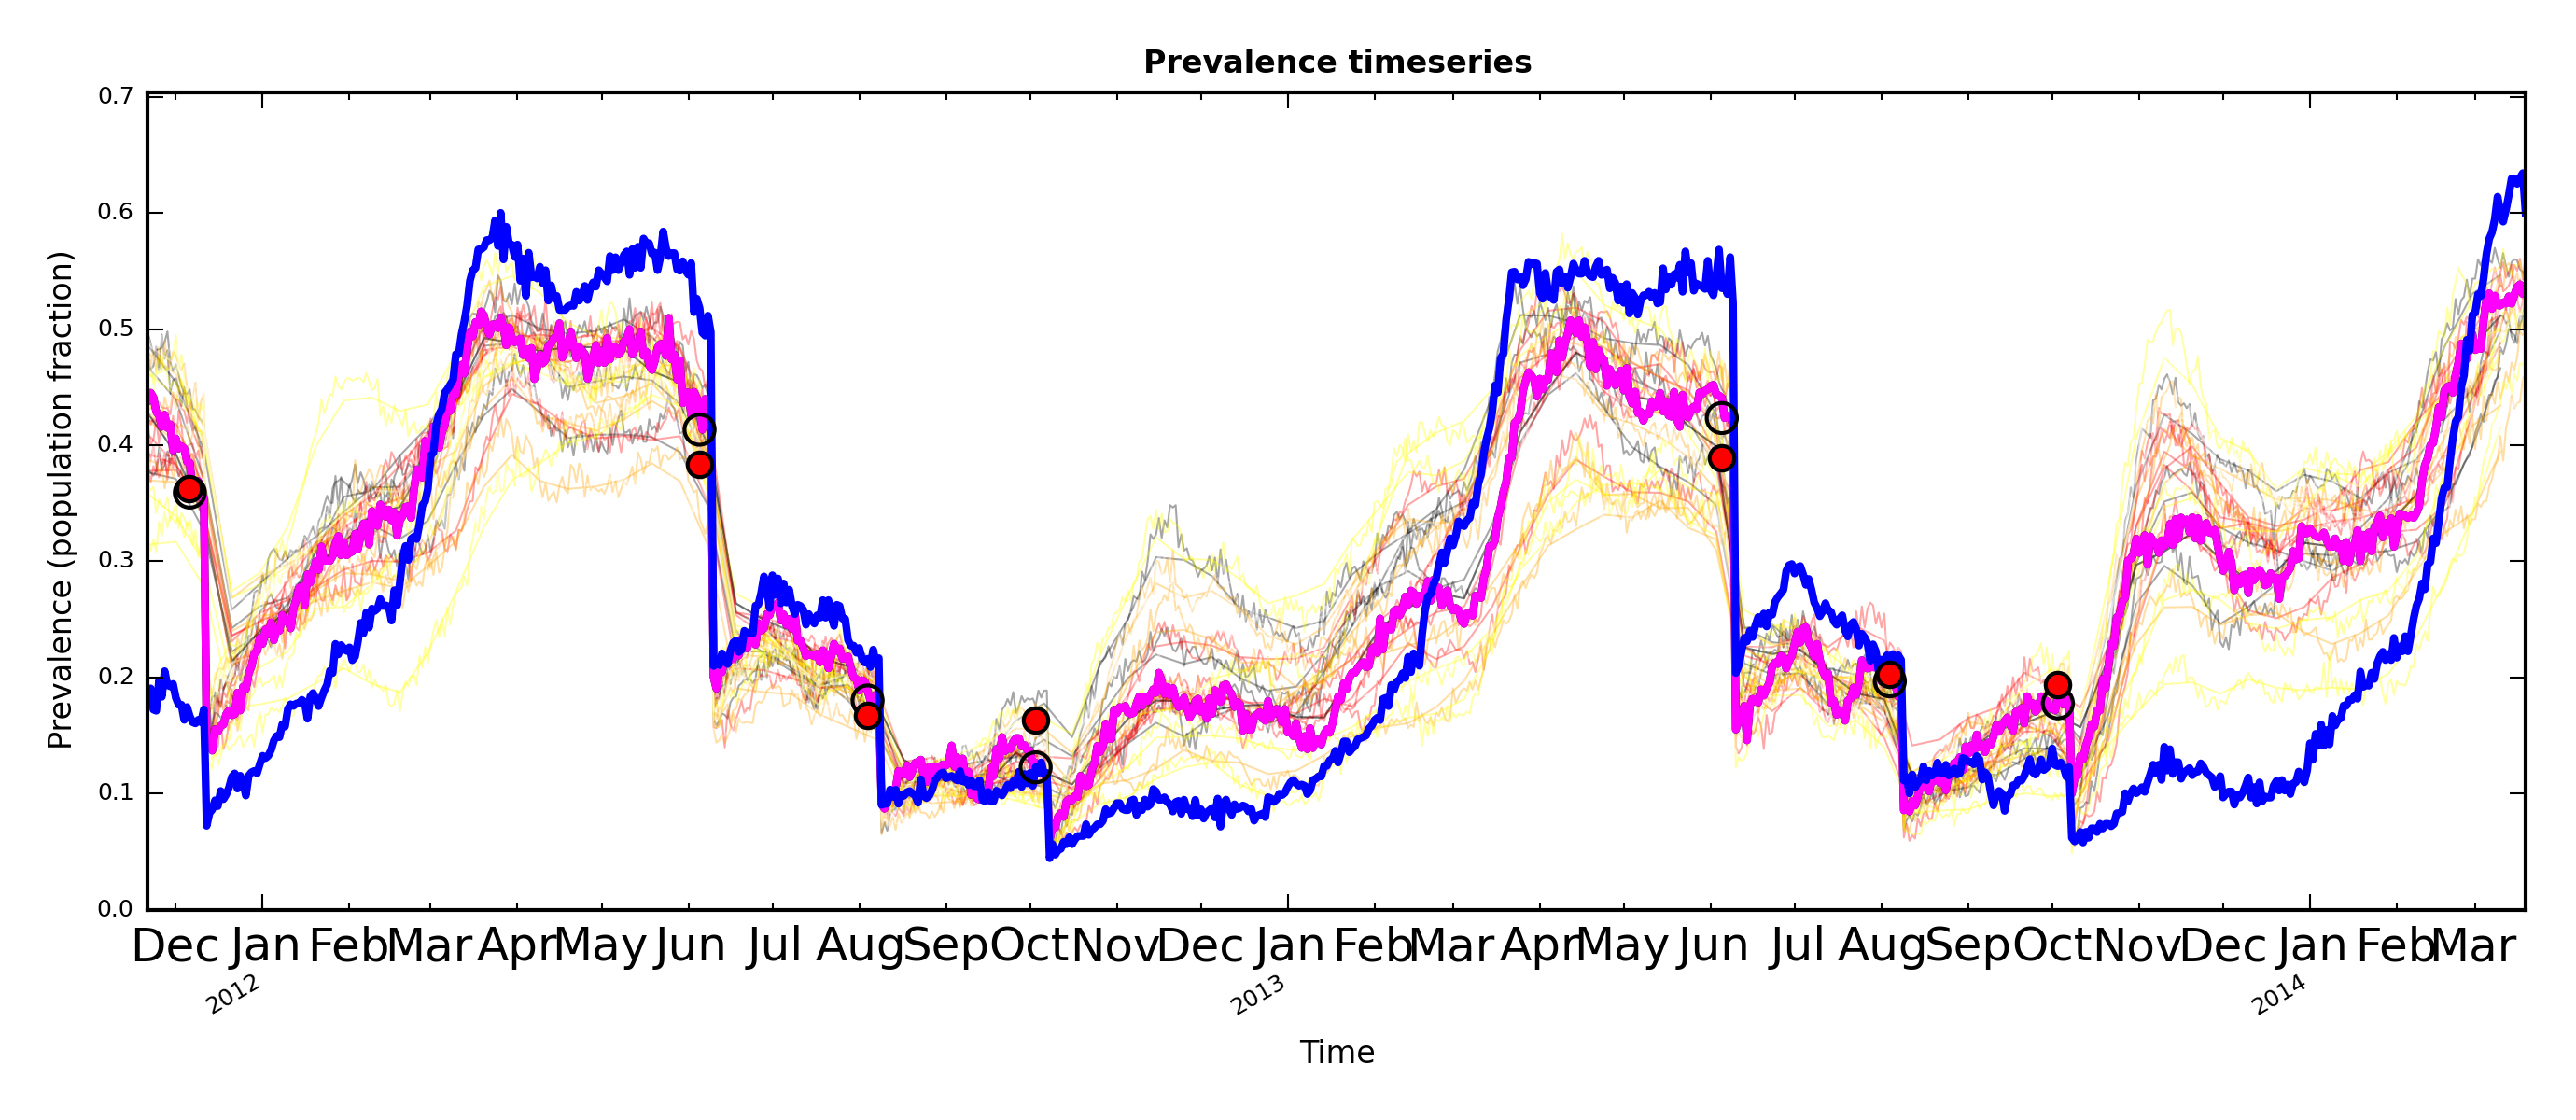 Prevalence timeseries
0.7
0.6
0.5
0.4
0.3
0.2
0.1
0.0
Prevalence (population fraction)
Dec Jan Feb Mar Apr May Jun Jul Aug Sep Oct Nov Dec Jan Feb Mar Apr May Jun Jul Aug Sep Oct Nov Dec Jan Feb Mar
2012 2013 2014
Time